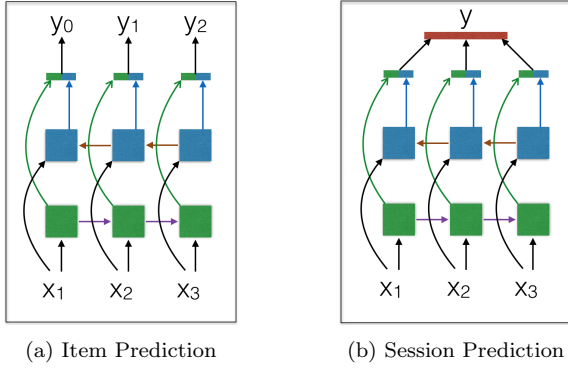 y0 y1 y2
x1 x2 x3
(a) Item Prediction
y
x1 x2 x3
(b) Session Prediction